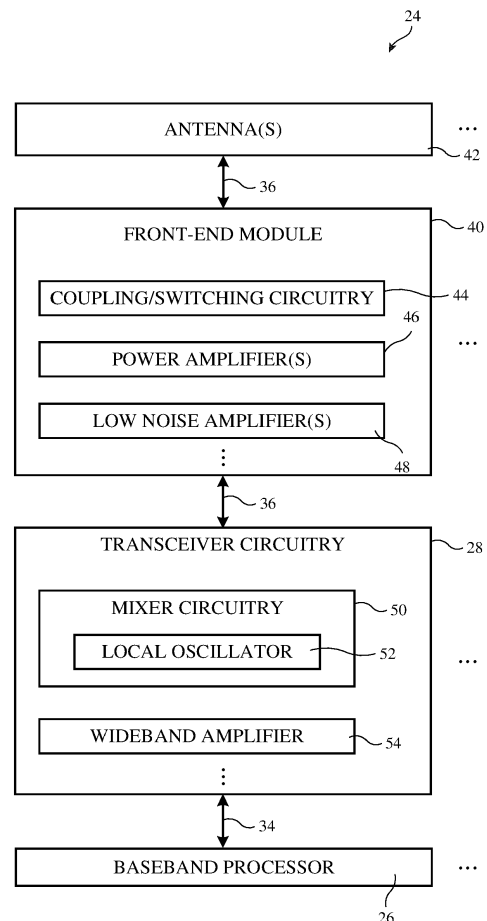 24
ANTENNA(S)
...
42
36
FRONT-END MODULE
40
COUPLING/SWITCHING CIRCUITRY
44
46
...
POWER AMPLIFIER(S)
LOW NOISE AMPLIFIER(S)
48
...
36
TRANSCEIVER CIRCUITRY
28
MIXER CIRCUITRY
50
LOCAL OSCILLATOR
52
...
WIDEBAND AMPLIFIER
54
...
34
BASEBAND PROCESSOR
...
26